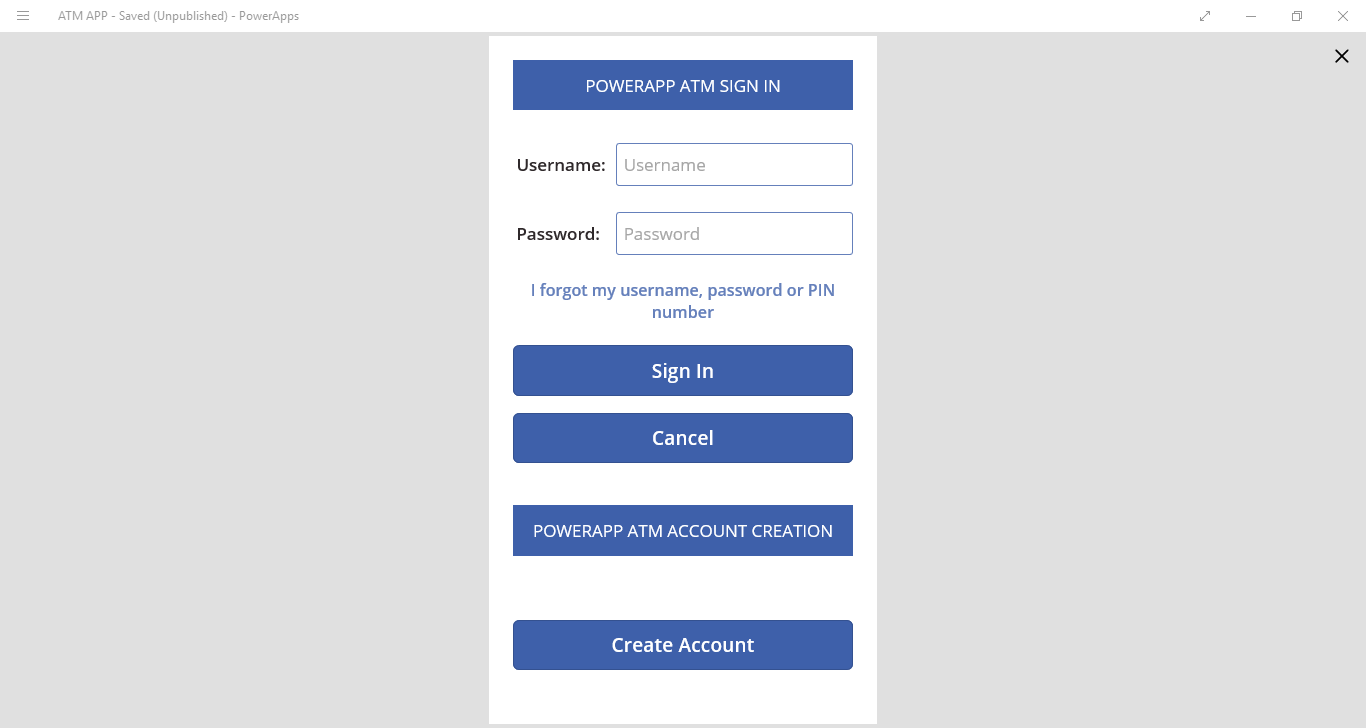 ATM APP - Saved (Unpublished) - PowerApps
POWERAPP ATM SIGN IN
Username: Username
Password: Password
I forgot my username, password or PIN
number
Sign In
Cancel
POWERAPP ATM ACCOUNT CREATION
Create Account